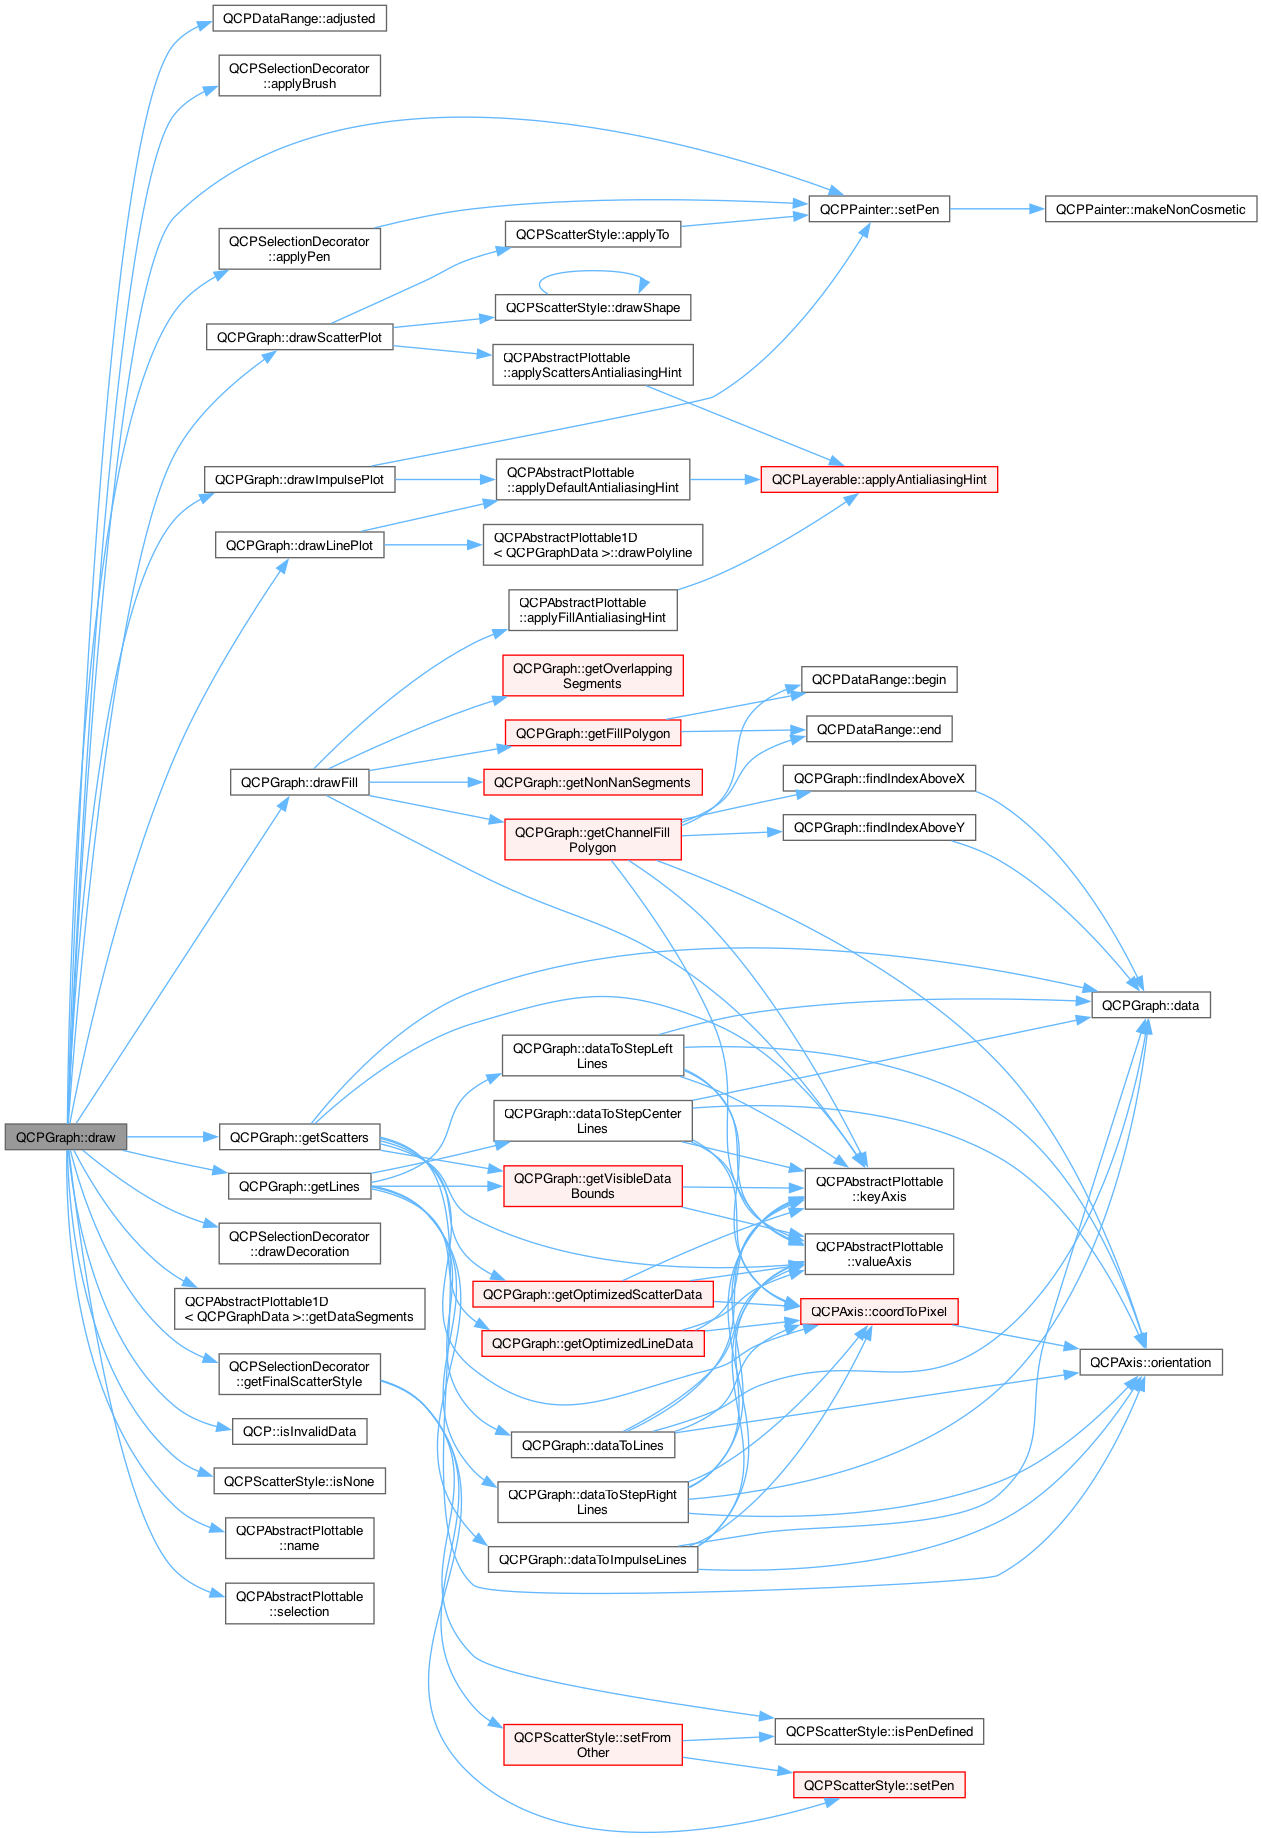 QCPDataRange::adjusted
QCPSelectionDecorator
::applyBrush
QCPPainter::setPen
QCPPainter::makeNonCosmetic
QCPSelectionDecorator
::applyPen
QCPScatterStyle::applyTo
QCPScatterStyle::drawShape
QCPGraph::drawScatterPlot
QCPAbstractPlottable
::applyScattersAntialiasingHint
QCPGraph::drawImpulsePlot
QCPAbstractPlottable
::applyDefaultAntialiasingHint
QCPLayerable::applyAntialiasingHint
QCPGraph::drawLinePlot
QCPAbstractPlottable1D
< QCPGraphData >::drawPolyline
QCPAbstractPlottable
::applyFillAntialiasingHint
QCPGraph::getOverlapping
Segments
QCPDataRange::begin
QCPGraph::getFillPolygon
QCPDataRange::end
QCPGraph::drawFill
QCPGraph::getNonNanSegments
QCPGraph::findIndexAboveX
QCPGraph::getChannelFill
Polygon
QCPGraph::findIndexAboveY
QCPGraph::data
QCPGraph::dataToStepLeft
Lines
QCPGraph::dataToStepCenter
Lines
QCPGraph::draw
QCPGraph::getScatters
QCPGraph::getLines
QCPGraph::getVisibleData
Bounds
QCPAbstractPlottable
::keyAxis
QCPSelectionDecorator
::drawDecoration
QCPAbstractPlottable
::valueAxis
QCPAbstractPlottable1D
< QCPGraphData >::getDataSegments
QCPGraph::getOptimizedScatterData
QCPAxis::coordToPixel
QCPGraph::getOptimizedLineData
QCPAxis::orientation
QCPSelectionDecorator
::getFinalScatterStyle
QCP::isInvalidData
QCPGraph::dataToLines
QCPScatterStyle::isNone
QCPGraph::dataToStepRight
Lines
QCPAbstractPlottable
::name
QCPGraph::dataToImpulseLines
QCPAbstractPlottable
::selection
QCPScatterStyle::setFrom
Other
QCPScatterStyle::isPenDefined
QCPScatterStyle::setPen